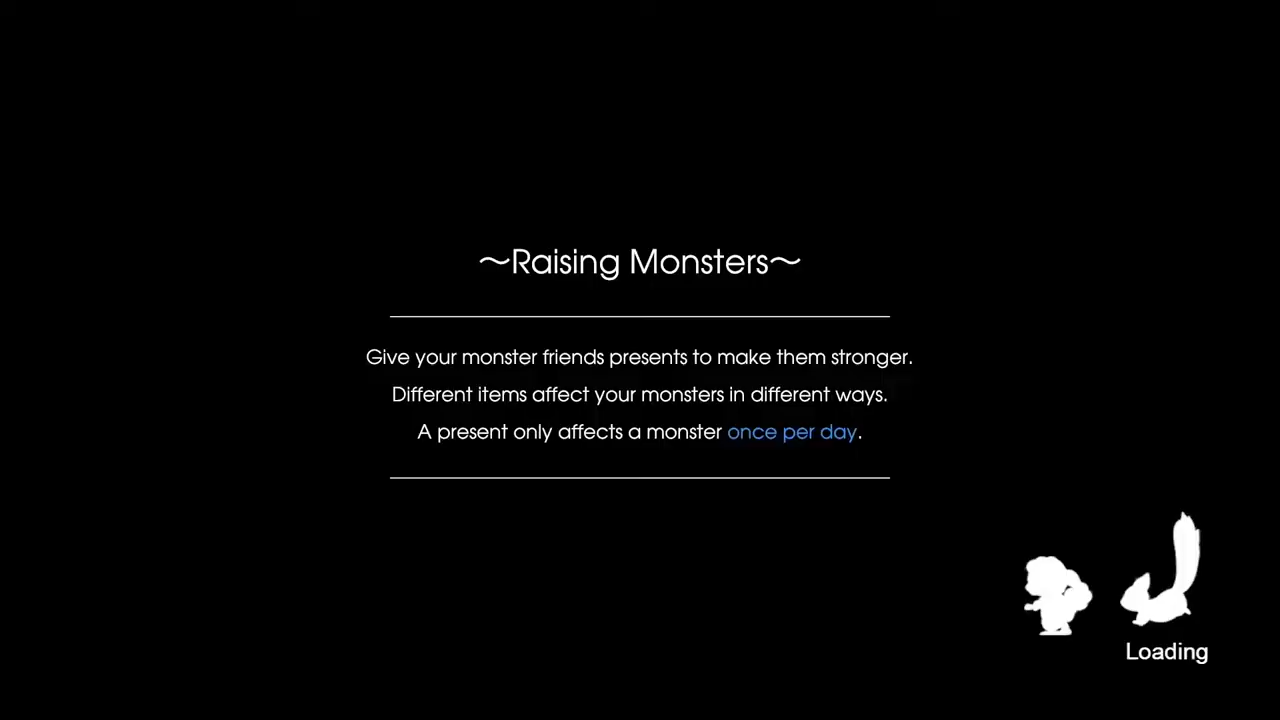 ～Raising Monsters～
Give your monster friends presents to make them stronger.
Different items affect your monsters in different ways.
A present only affects a monster once per day.
Loading